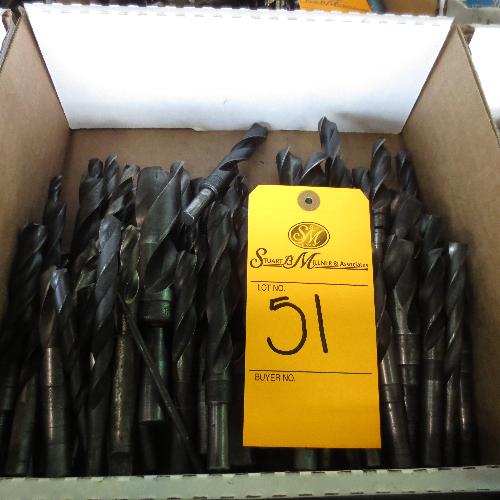 SM
STUART B MILLNER & Associates
LOT NO.
51
BUYER NO.